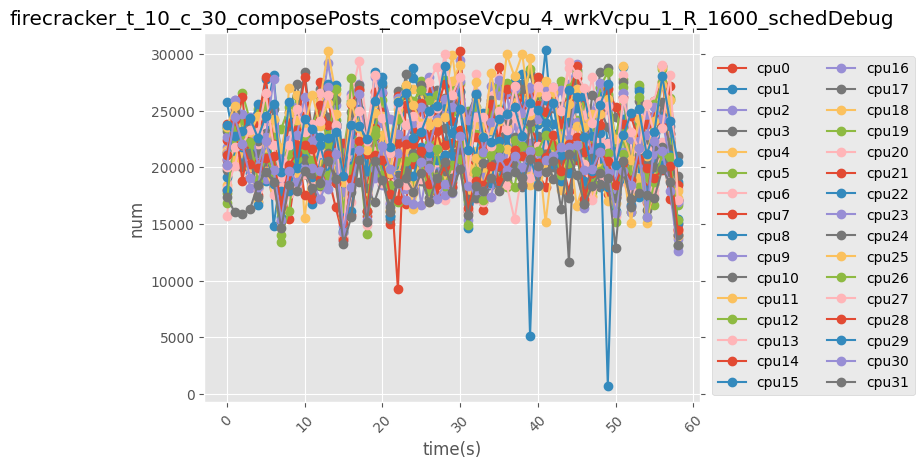 firecracker_t_10_c_30_composePosts_composeVcpu_4_wrkVcpu_1_R_1600_schedDebug
30000
25000
20000
15000
10000
5000
0
num
0
10
20
30
40
50
60
time(s)
cpu0
cpu1
cpu2
cpu3
cpu4
cpu5
cpu6
cpu7
cpu8
cpu9
cpu10
cpu11
cpu12
cpu13
cpu14
cpu15
cpu16
cpu17
cpu18
cpu19
cpu20
cpu21
cpu22
cpu23
cpu24
cpu25
cpu26
cpu27
cpu28
cpu29
cpu30
cpu31